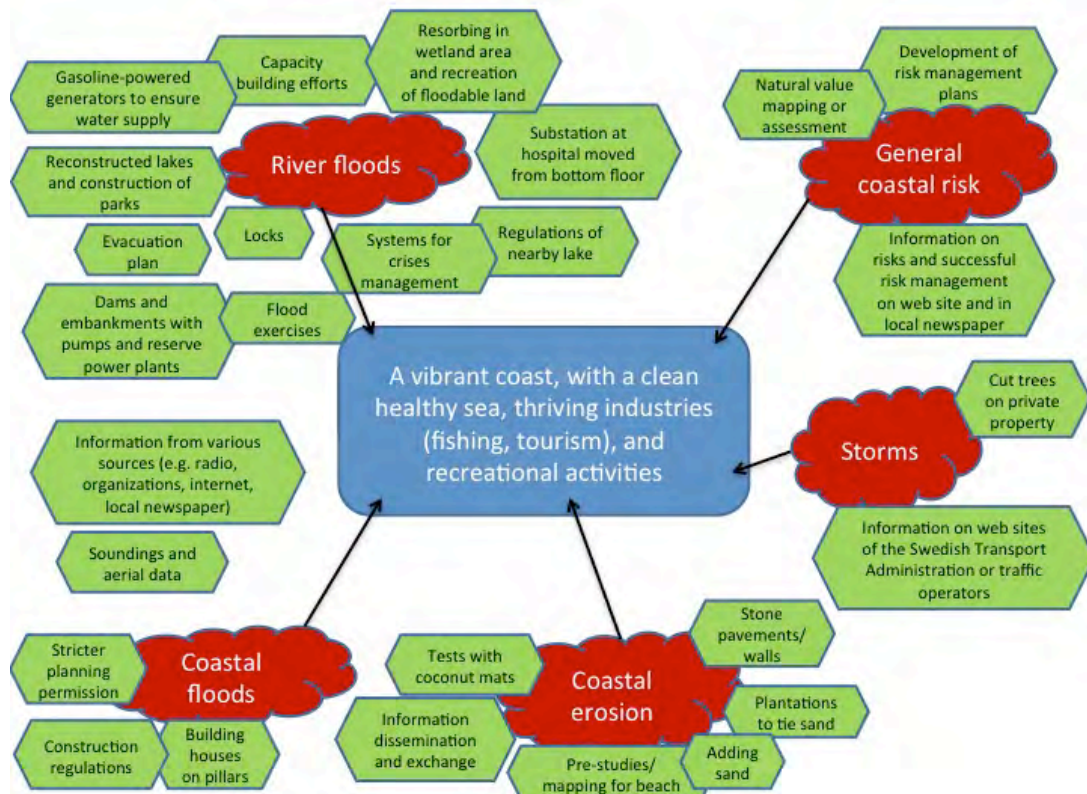 Resorbing in
wetland area
and recreation
of floodable land
Capacity
building efforts
Gasoline-powered
generators to ensure
water supply
River floods
Substation at
hospital moved
from bottom floor
Reconstructed lakes
and construction of
parks
Locks
Evacuation
plan
Systems for
crises
management
Regulations of
nearby lake
Dams and
embankments with
pumps and reserve
power plants
Flood
exercises
Development of
risk management
plans
Natural value
mapping or
assessment
General
coastal risk
Information on
risks and successful
risk management
on web site and in
local newspaper
A vibrant coast, with a clean
healthy sea, thriving industries
(fishing, tourism), and
recreational activities
Cut trees
on private
property
Storms
Information on web sites
of the Swedish Transport
Administration or traffic
operators
Information from various
sources (e.g. radio,
organizations, internet,
local newspaper)
Soundings and
aerial data
Stricter
planning
permission
Coastal
floods
Construction
regulations
Building
houses
on pillars
Tests with
coconut mats
Coastal
erosion
Stone
pavements/
walls
Information
dissemination
and exchange
Plantations
to tie sand
Adding
sand
Pre-studies/
mapping for beach